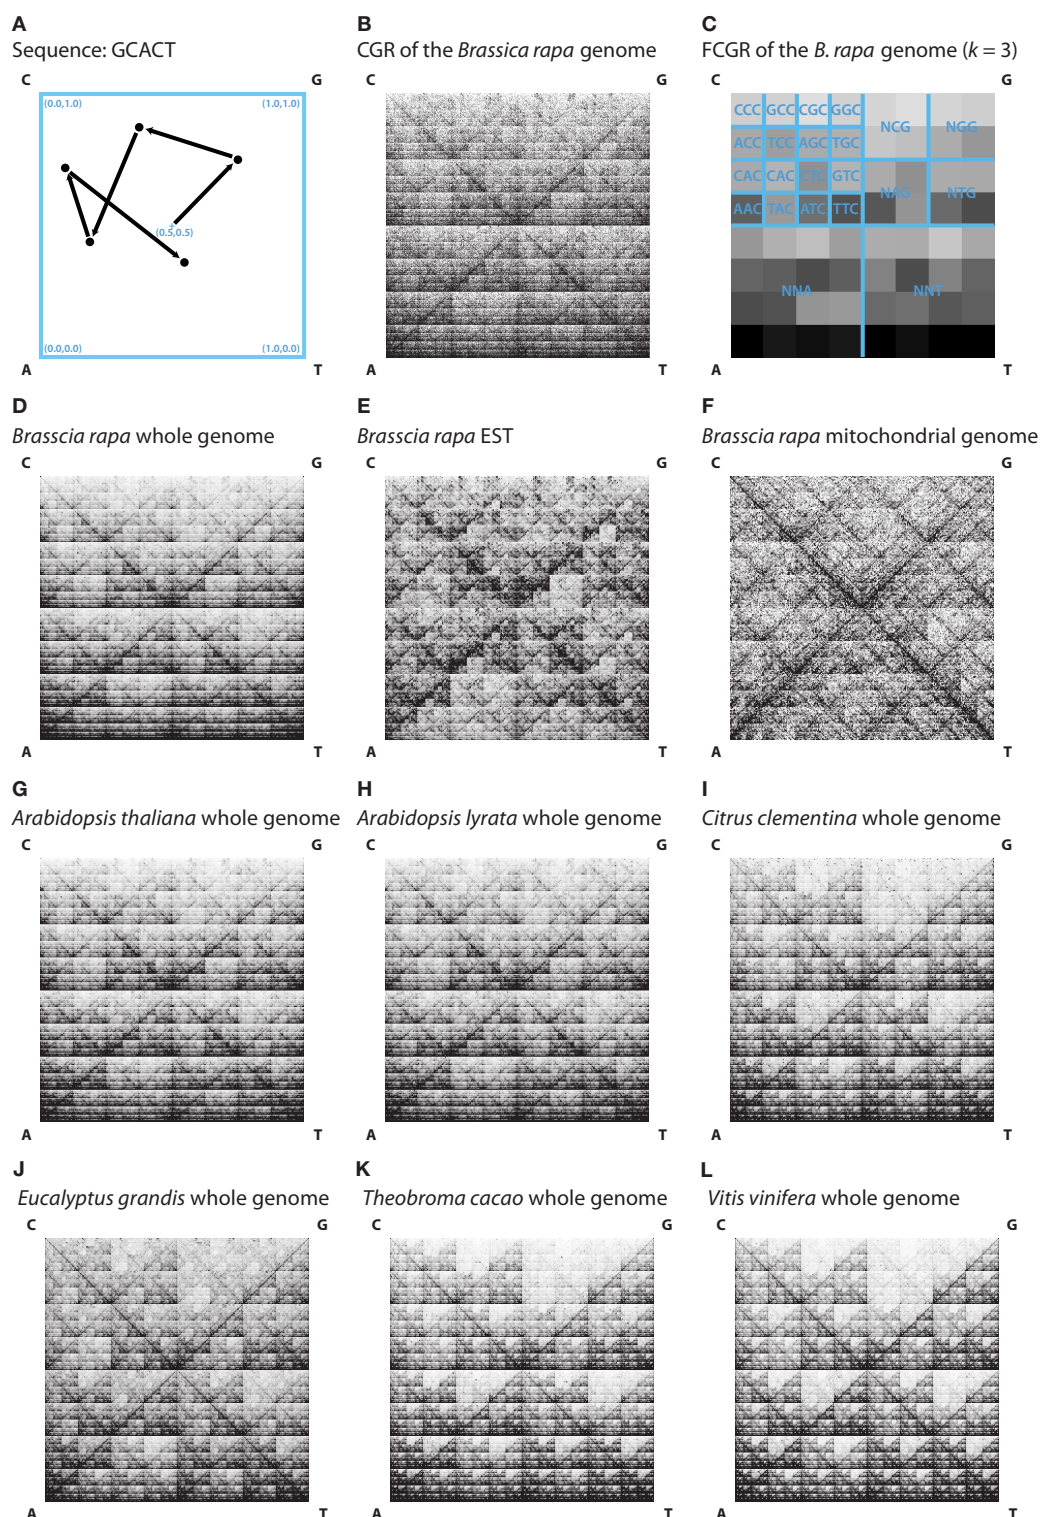 A
Sequence: GCACT
C G
(0.0,1.0) (1.0,1.0)
(0.5,0.5)
(0.0,0.0) (1.0,0.0)
A T
B
CGR of the Brassica rapa genome
C G
A T
C
FCGR of the B. rapa genome (k = 3)
C G
CCC GCC CGC GGC
NCG NGG
ACC TCC AGC TGC
CAC CAC CTC GTC
NAG NTG
AAC TAC ATC TTC
NNA NNT
A T
D
Brasscia rapa whole genome
C G
A T
E
Brasscia rapa EST
C G
A T
F
Brasscia rapa mitochondrial genome
C G
A T
G
Arabidopsis thaliana whole genome
C G
A T
H
Arabidopsis lyrata whole genome
C G
A T
I
Citrus clementina whole genome
C G
A T
J
Eucalyptus grandis whole genome
C G
A T
K
Theobroma cacao whole genome
C G
A T
L
Vitis vinifera whole genome
C G
A T